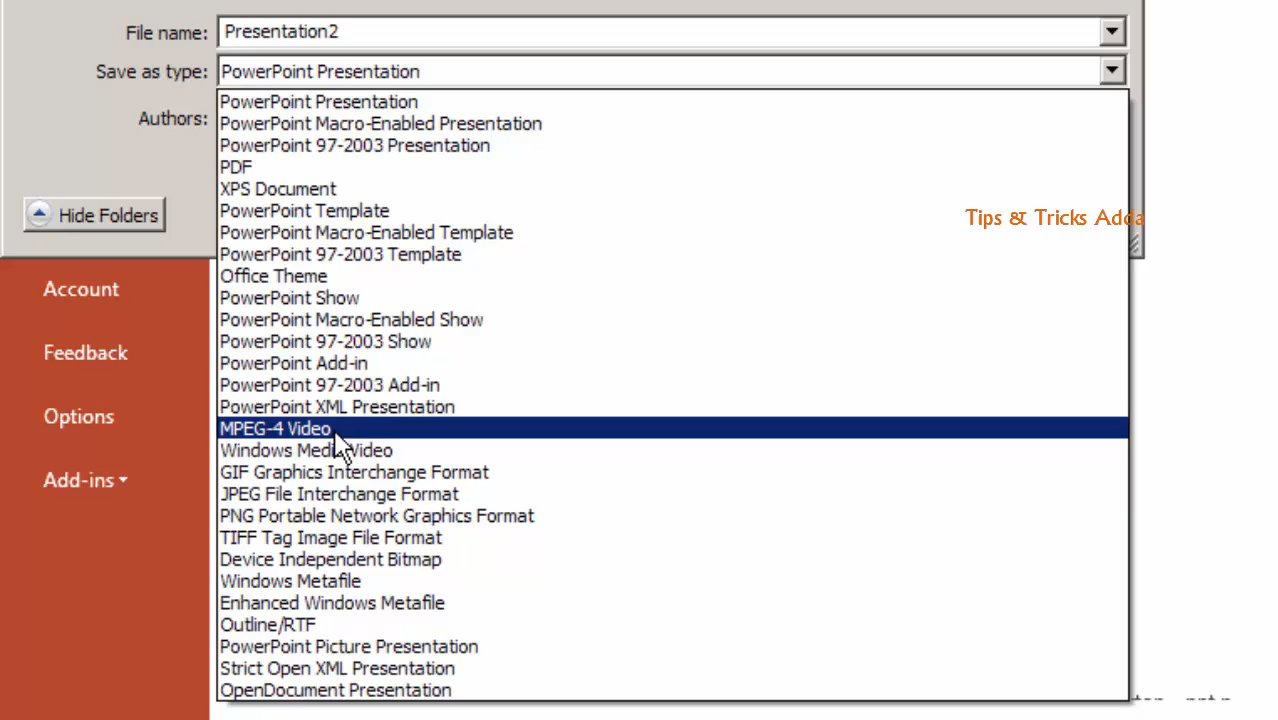 File name: Presentation2
Save as type: PowerPoint Presentation
Authors:
PowerPoint Presentation
PowerPoint Macro-Enabled Presentation
PowerPoint 97-2003 Presentation
PDF
XPS Document
PowerPoint Template
PowerPoint Macro-Enabled Template
PowerPoint 97-2003 Template
Office Theme
PowerPoint Show
PowerPoint Macro-Enabled Show
PowerPoint 97-2003 Show
PowerPoint Add-in
PowerPoint 97-2003 Add-in
PowerPoint XML Presentation
MPEG-4 Video
Windows Media Video
GIF Graphics Interchange Format
JPEG File Interchange Format
PNG Portable Network Graphics Format
TIFF Tag Image File Format
Device Independent Bitmap
Windows Metafile
Enhanced Windows Metafile
Outline/RTF
PowerPoint Picture Presentation
Strict Open XML Presentation
OpenDocument Presentation
Hide Folders
Tips & Tricks Adda
Account
Feedback
Options
Add-ins